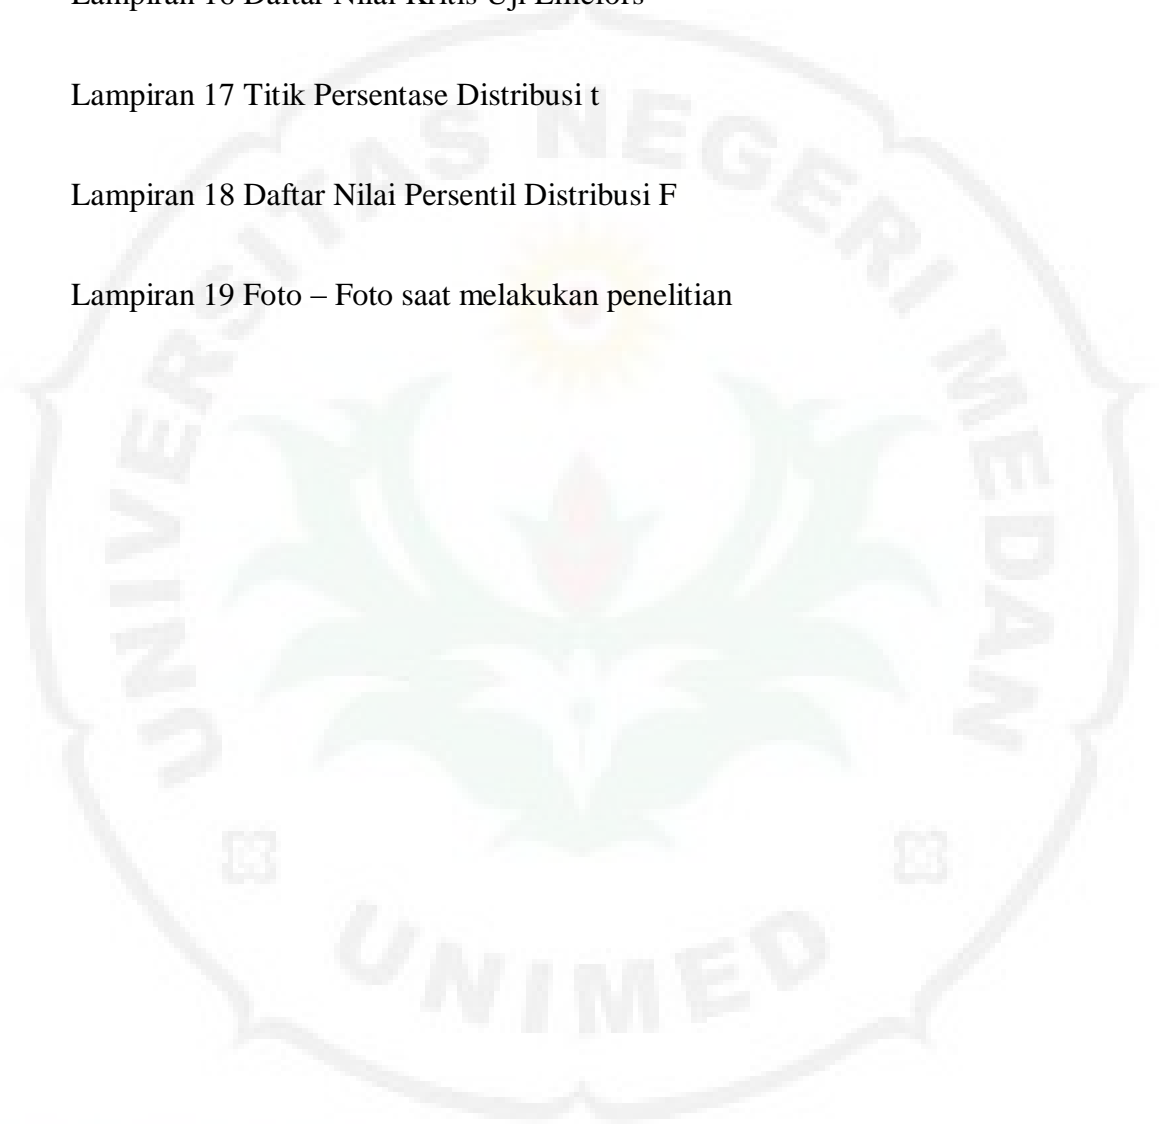 Lampiran 16 Daftar Nilai Kritis Uji Liliefors
Lampiran 17 Titik Persentase Distribusi t
Lampiran 18 Daftar Nilai Persentil Distribusi F
Lampiran 19 Foto – Foto saat melakukan penelitian
UNIVERSITAS NEGERI MEDAN
UNIMED